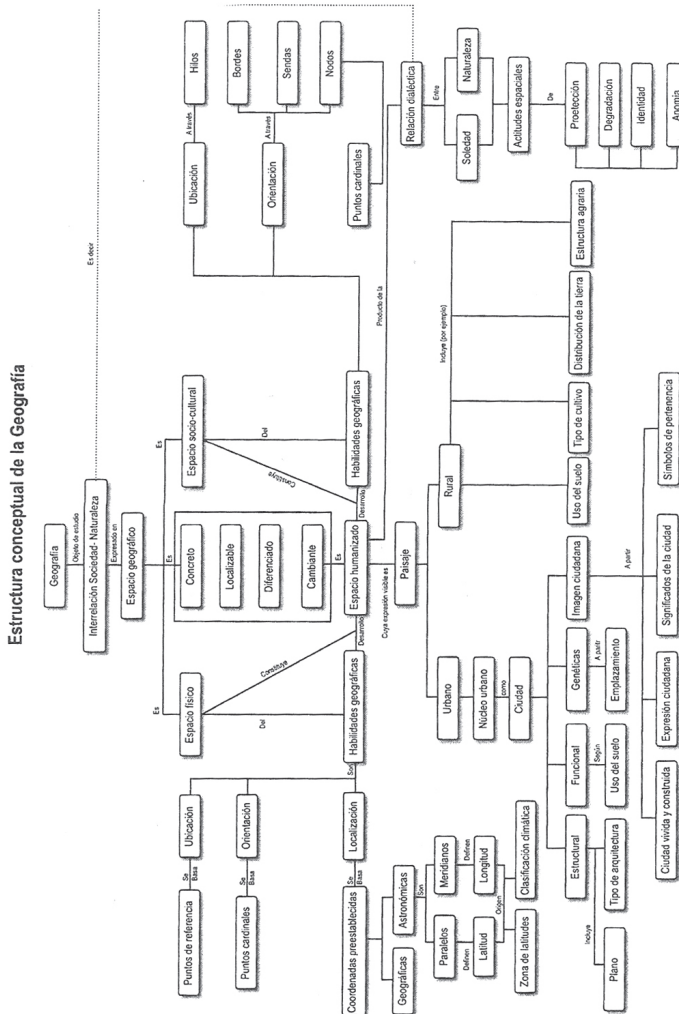 Estructura conceptual de la Geografía
Geografía
Objeto de estudio
Interrelación Sociedad- Naturaleza
Es decir
Expresado en
Espacio geográfico
Es
Es
Es
Espacio físico
Concreto
Localizable
Diferenciado
Cambiante
Espacio socio-cultural
Constituye
Del
Es
Constituye
Del
Habilidades geográficas
Desarrolla
Espacio humanizado
Desarrolla
Habilidades geográficas
Son
Ubicación
Se
Basa
Puntos de referencia
Orientación
Se
Basa
Puntos cardinales
Localización
Se
Basa
Coordenadas preestablecidas
Geográficas
Astronómicas
Son
Paralelos
Meridianos
Definen
Definen
Latitud
Longitud
Origen
Zona de latitudes
Clasificación climática
Ubicación
A través
Hilos
Orientación
A través
Bordes
Sendas
Nodos
Puntos cardinales
Producto de la
Relación dialéctica
Entre
Soledad
Naturaleza
Actitudes espaciales
De
Proetección
Degradación
Identidad
Anomia
Cuya expresión visible es
Paisaje
Urbano
Núcleo urbano
como
Ciudad
Rural
Incluye (por ejemplo)
Uso del suelo
Tipo de cultivo
Distribución de la tierra
Estructura agraria
Estructural
Funcional
Genéticas
Imagen ciudadana
Incluye
Plano
Tipo de arquitectura
Según
Uso del suelo
A partir
Emplazamiento
A partir
Ciudad vivida y construida
Expresión ciudadana
Significados de la ciudad
Símbolos de pertenencia